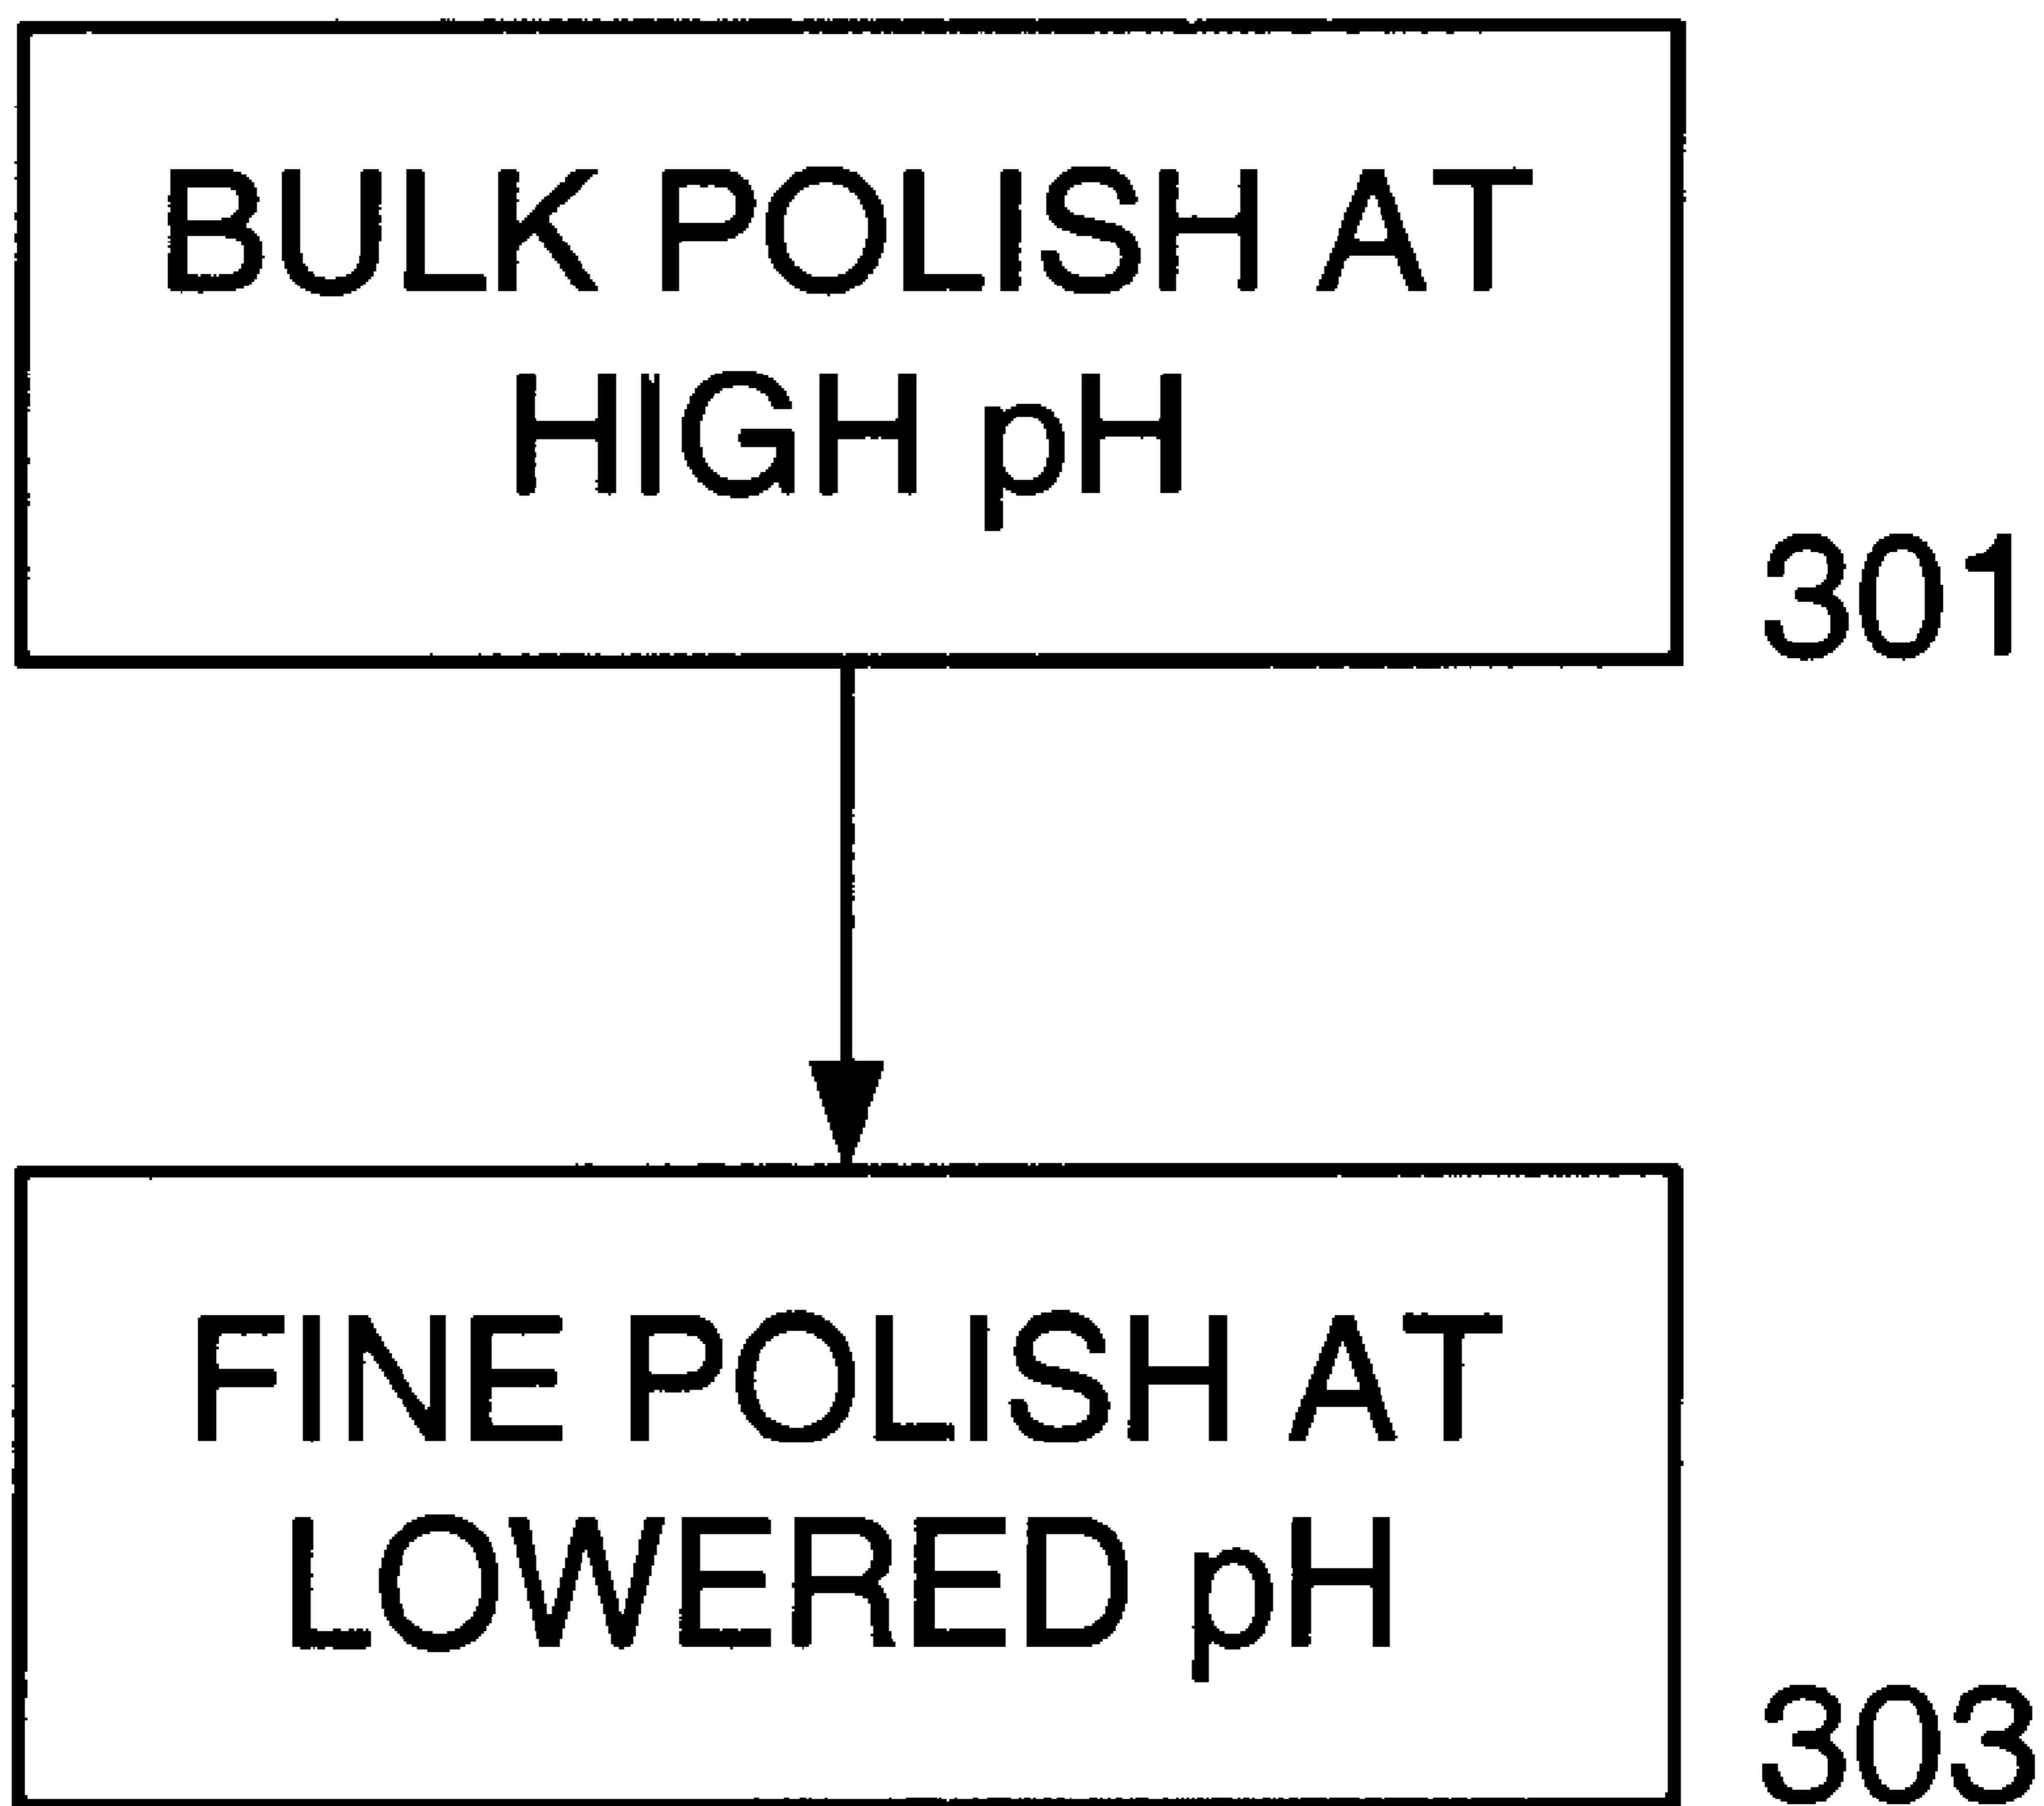 BULK POLISH AT
HIGH pH
301
FINE POLISH AT
LOWERED pH
303